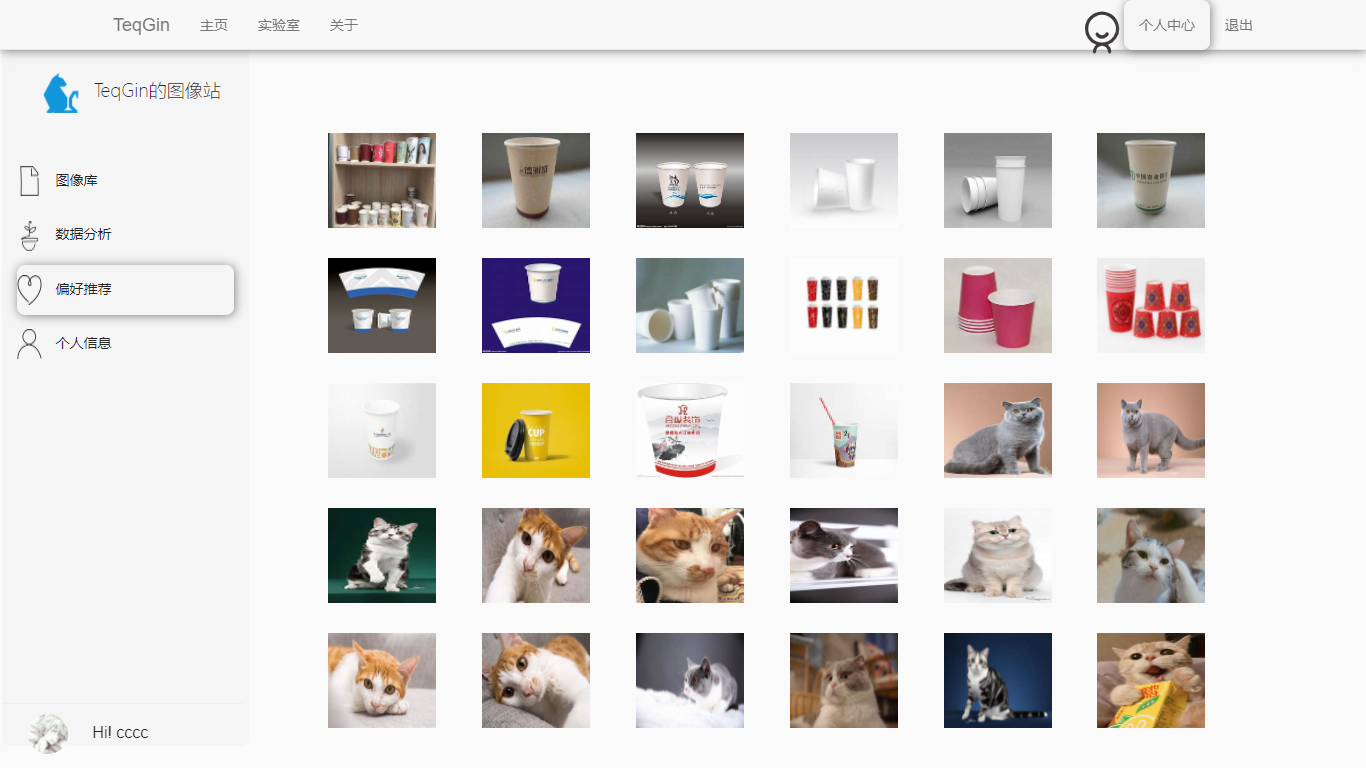 TeqGin 主页 实验室 关于 个人中心 退出
TeqGin的图像站
图像库
数据分析
偏好推荐
个人信息
CUP
Hi! cccc